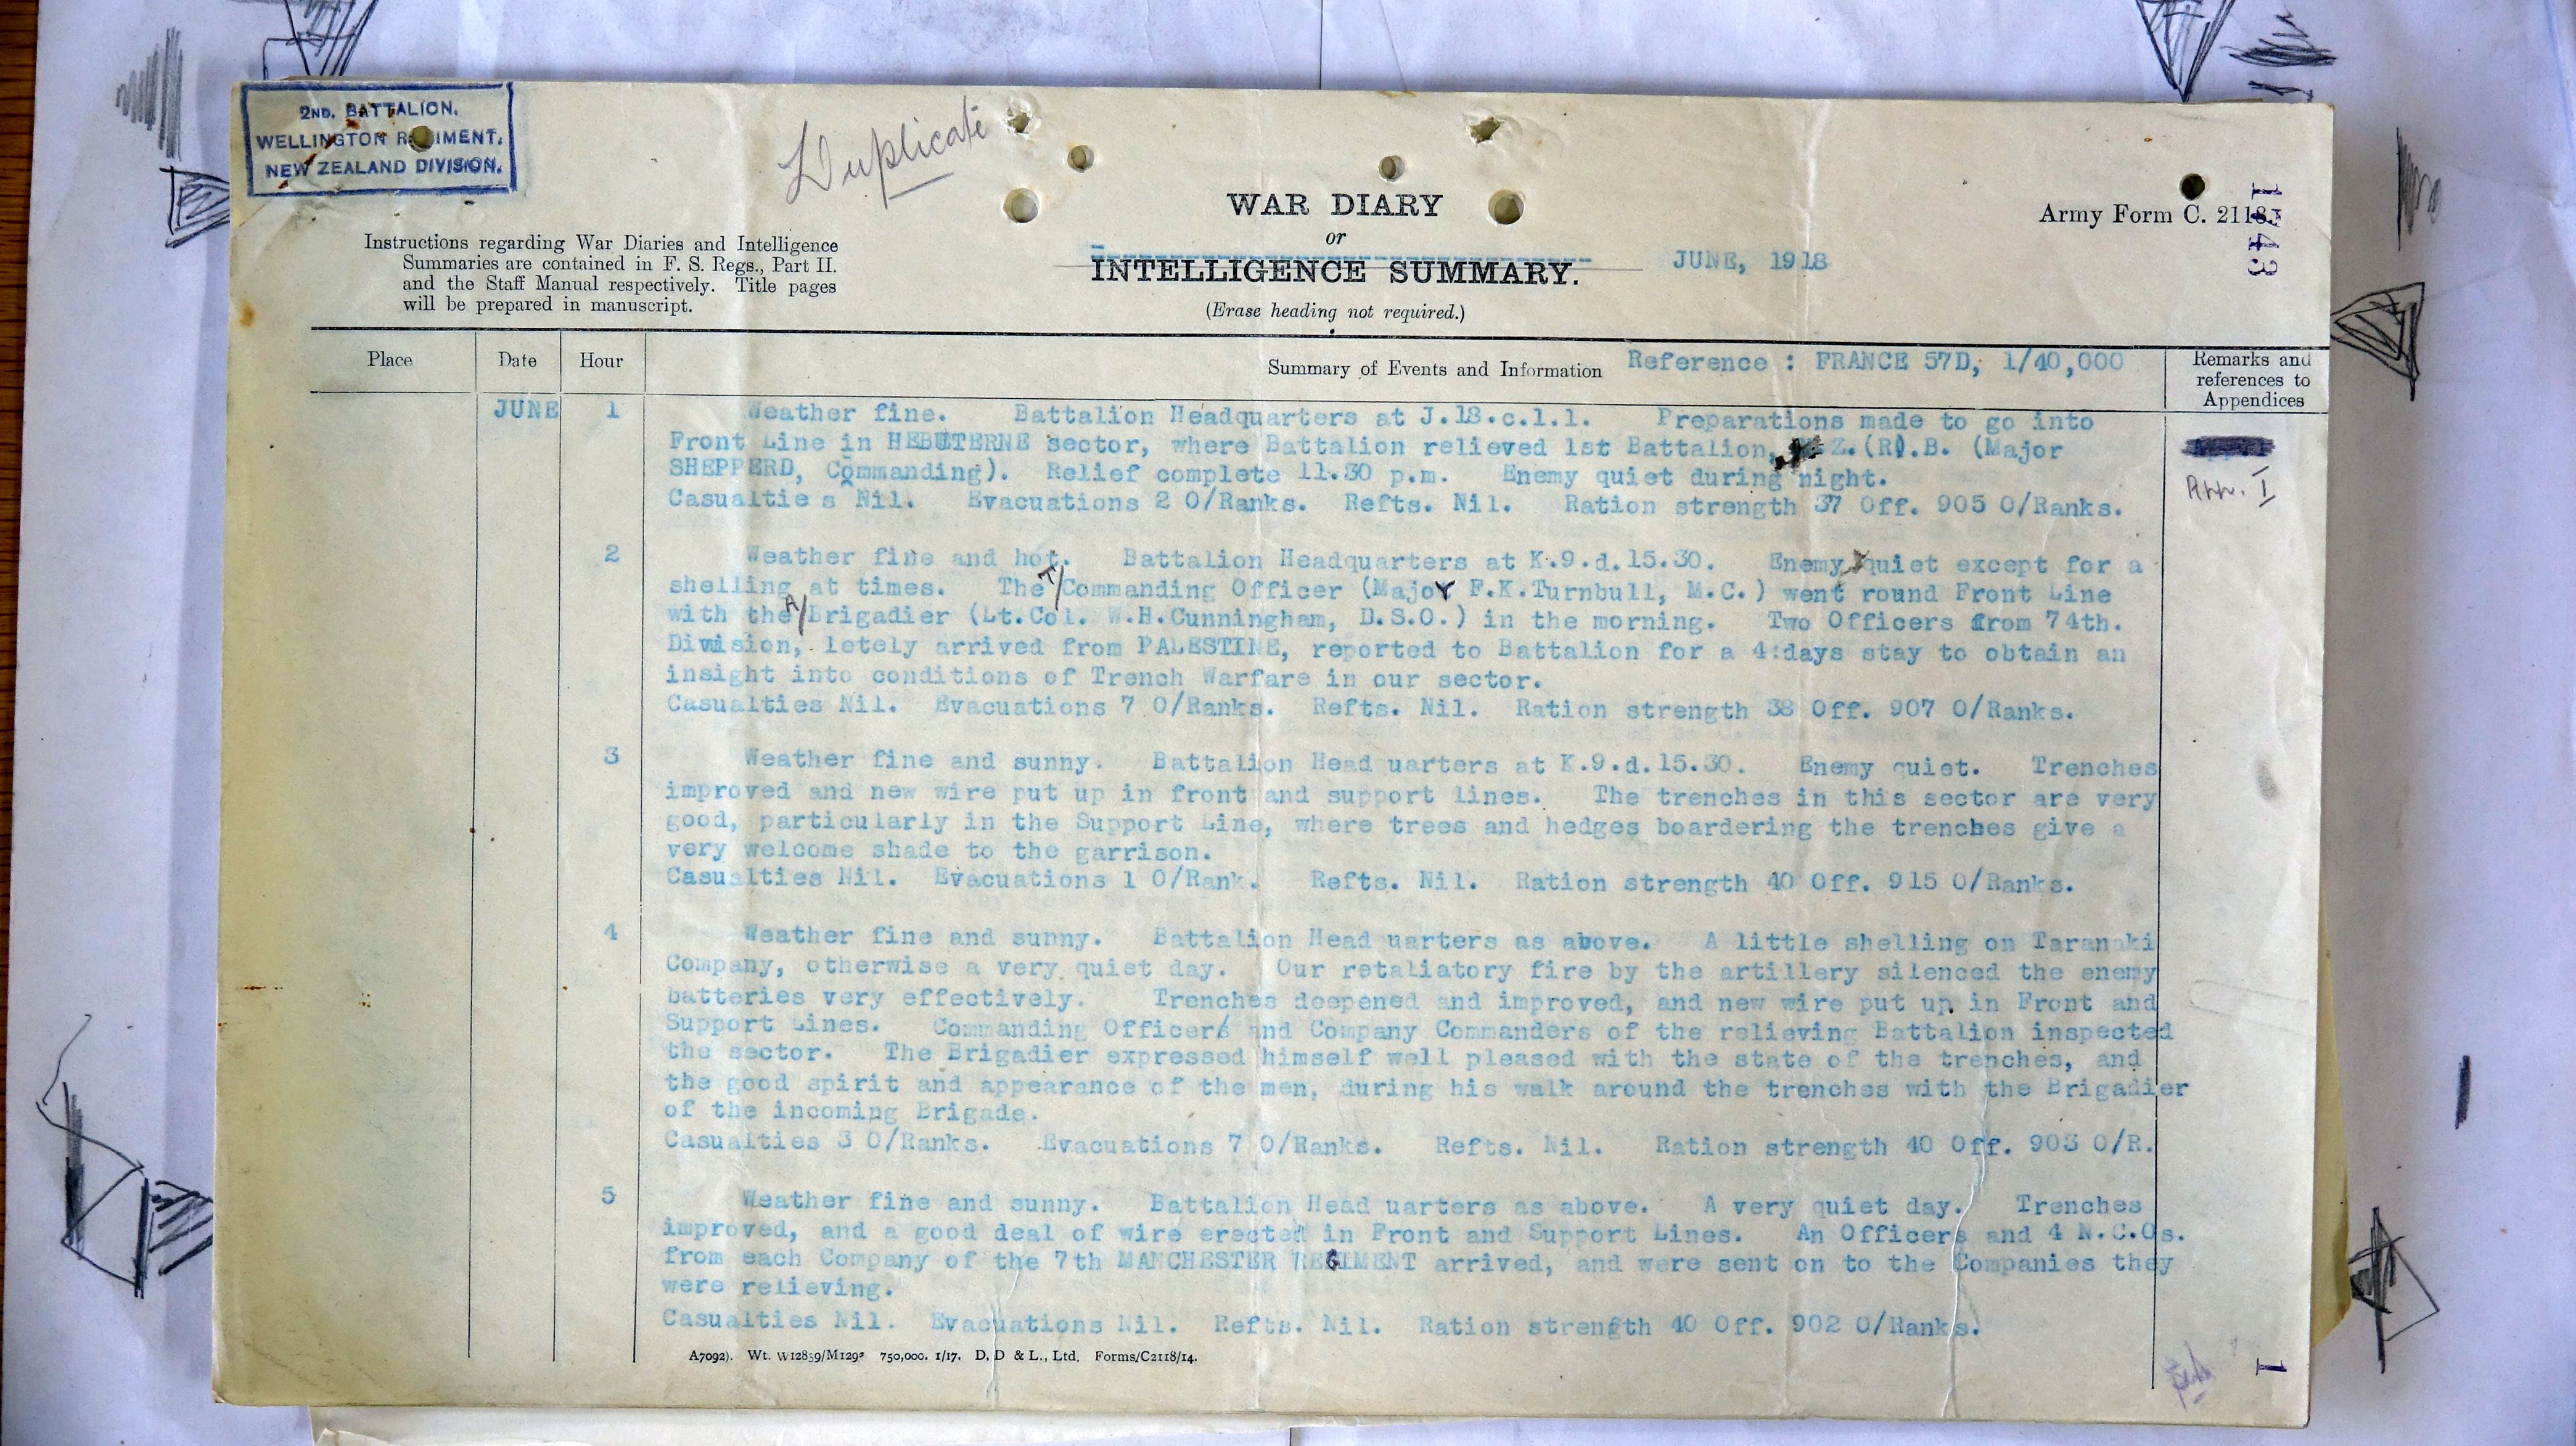 2ND. BATTALION.
WELLINGTON REGIMENT.
NEW ZEALAND DIVISION.
Duplicate
WAR DIARY
or
INTELLIGENCE SUMMARY.
(Erase heading not required.)
JUNE, 1918
Army Form C. 2118.
Instructions regarding War Diaries and Intelligence
Summaries are contained in F. S. Regs., Part II.
and the Staff Manual respectively. Title pages
will be prepared in manuscript.
Place Date Hour Summary of Events and Information Reference : FRANCE 57D, 1/40,000 Remarks and
references to
Appendices
JUNE 1 Weather fine. Battalion Headquarters at J.18.c.1.1. Preparations made to go into
Front Line in HEBUTERNE sector, where Battalion relieved 1st Battalion, N.Z.(R).B. (Major
SHEPPERD, Commanding). Relief complete 11.30 p.m. Enemy quiet during night.
Casualties Nil. Evacuations 2 O/Ranks. Refts. Nil. Ration strength 37 Off. 905 O/Ranks.
App. I
2 Weather fine and hot. Battalion Headquarters at K.9.d.15.30. Enemy quiet except for a
shelling at times. The T/Commanding Officer (Major F.K.Turnbull, M.C.) went round Front Line
with the A/Brigadier (Lt.Col. W.H.Cunningham, D.S.O.) in the morning. Two Officers from 74th.
Division, letely arrived from PALESTINE, reported to Battalion for a 4 days stay to obtain an
insight into conditions of Trench Warfare in our sector.
Casualties Nil. Evacuations 7 O/Ranks. Refts. Nil. Ration strength 38 Off. 907 O/Ranks.
3 Weather fine and sunny. Battalion Head uarters at K.9.d.15.30. Enemy quiet. Trenches
improved and new wire put up in front and support lines. The trenches in this sector are very
good, particularly in the Support Line, where trees and hedges boardering the trenches give a
very welcome shade to the garrison.
Casualties Nil. Evacuations 1 O/Rank. Refts. Nil. Ration strength 40 Off. 915 O/Ranks.
4 Weather fine and sunny. Battalion Head uarters as above. A little shelling on Taranaki
Company, otherwise a very quiet day. Our retaliatory fire by the artillery silenced the enemy
batteries very effectively. Trenches deepened and improved, and new wire put up in Front and
Support Lines. Commanding Officer and Company Commanders of the relieving Battalion inspected
the sector. The Brigadier expressed himself well pleased with the state of the trenches, and
the good spirit and appearance of the men, during his walk around the trenches with the Brigadier
of the incoming Brigade.
Casualties 3 O/Ranks. Evacuations 7 O/Ranks. Refts. Nil. Ration strength 40 Off. 903 O/R.
5 Weather fine and sunny. Battalion Head uarters as above. A very quiet day. Trenches
improved, and a good deal of wire erected in Front and Support Lines. An Officers and 4 N.C.Os.
from each Company of the 7th MANCHESTER REGIMENT arrived, and were sent on to the Companies they
were relieving.
Casualties Nil. Evacuations Nil. Refts. Nil. Ration strength 40 Off. 902 O/Ranks.
A7092). Wt. W12859/M1293 750,000. 1/17. D, D & L., Ltd. Forms/C2118/14.
1